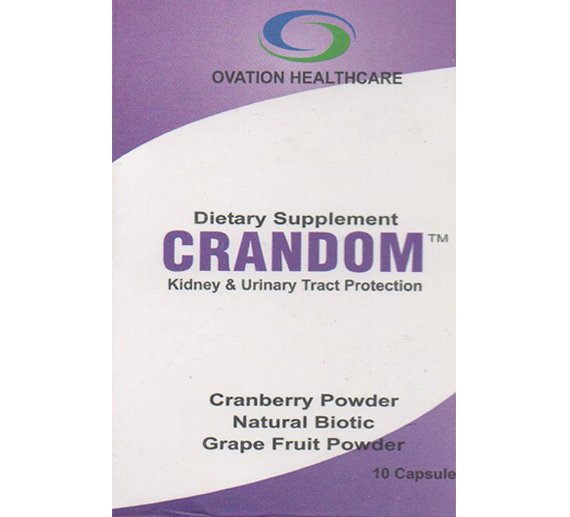 OVATION HEALTHCARE
Dietary Supplement
CRANDOM™
Kidney & Urinary Tract Protection
Cranberry Powder
Natural Biotic
Grape Fruit Powder
10 Capsule